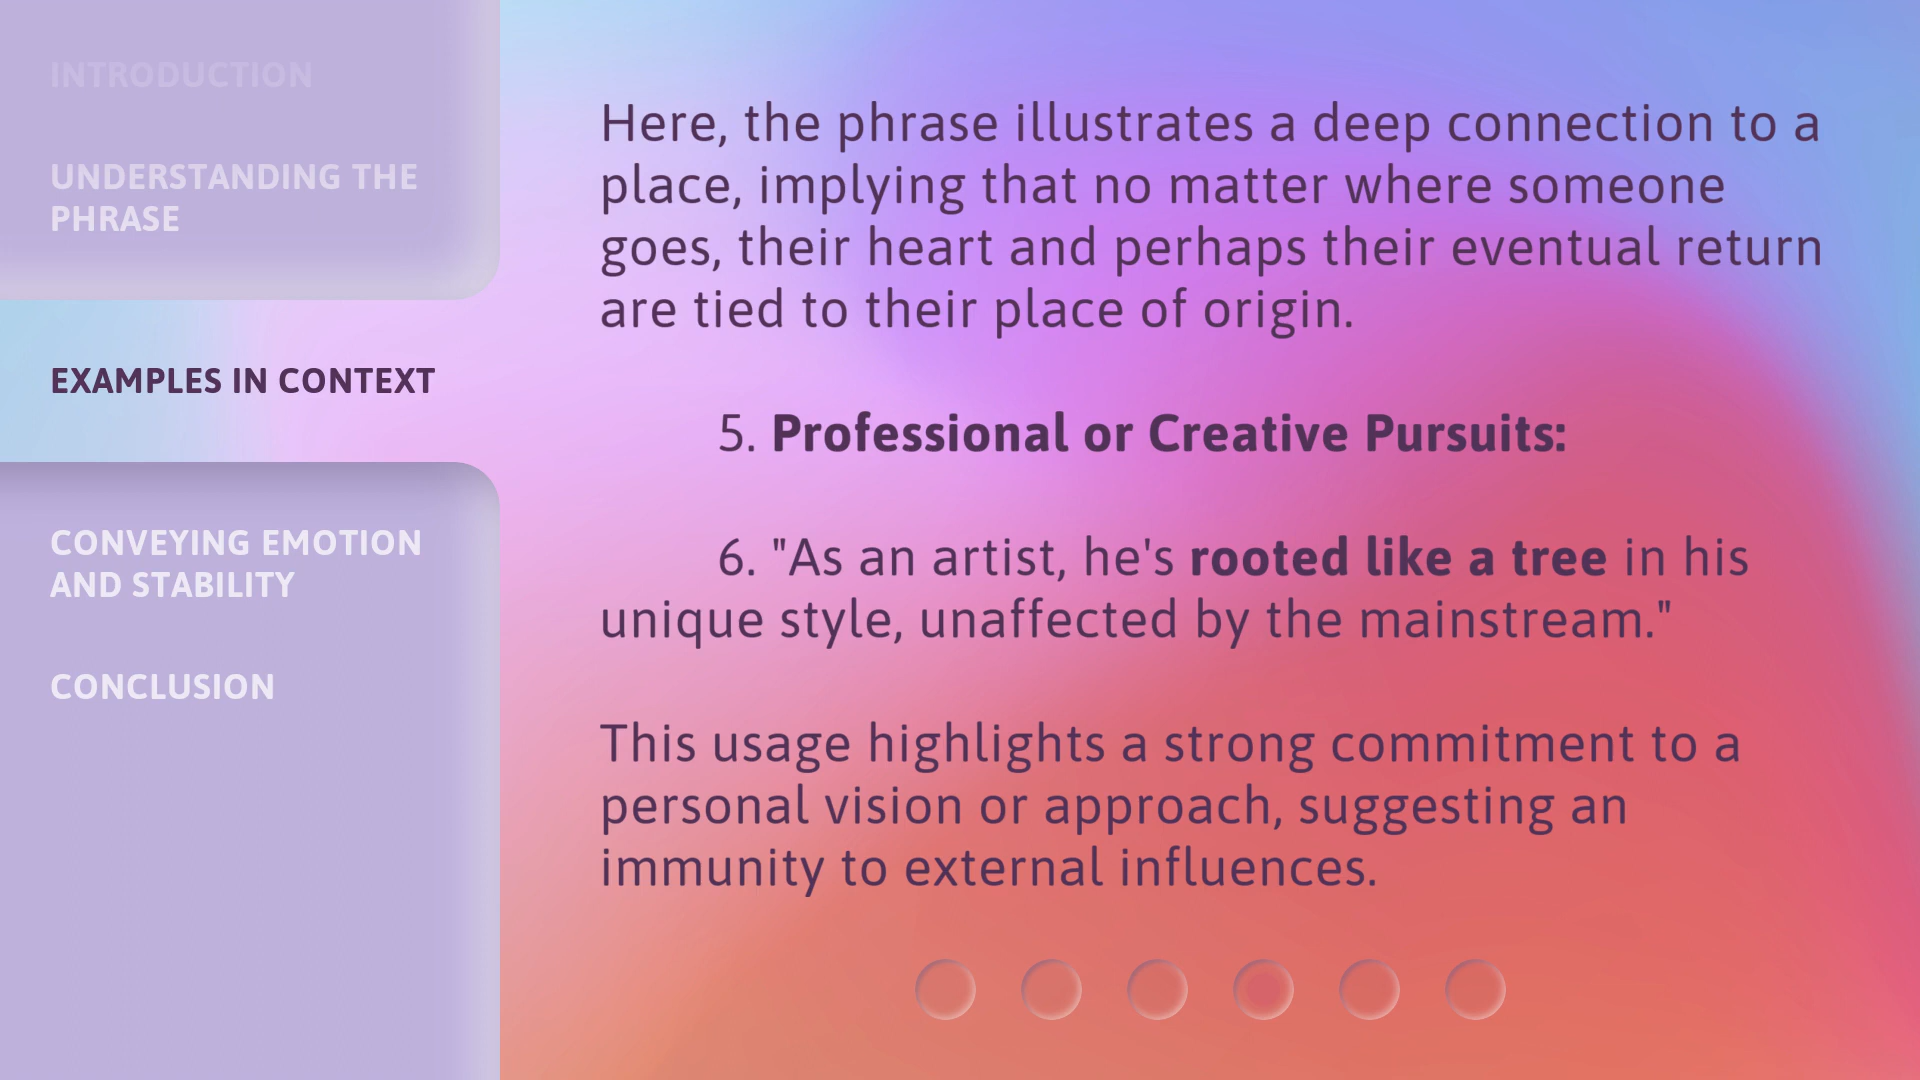 INTRODUCTION
UNDERSTANDING THE
PHRASE
EXAMPLES IN CONTEXT
CONVEYING EMOTION
AND STABILITY
CONCLUSION
Here, the phrase illustrates a deep connection to a
place, implying that no matter where someone
goes, their heart and perhaps their eventual return
are tied to their place of origin.
5. Professional or Creative Pursuits:
6. "As an artist, he's rooted like a tree in his
unique style, unaffected by the mainstream."
This usage highlights a strong commitment to a
personal vision or approach, suggesting an
immunity to external influences.